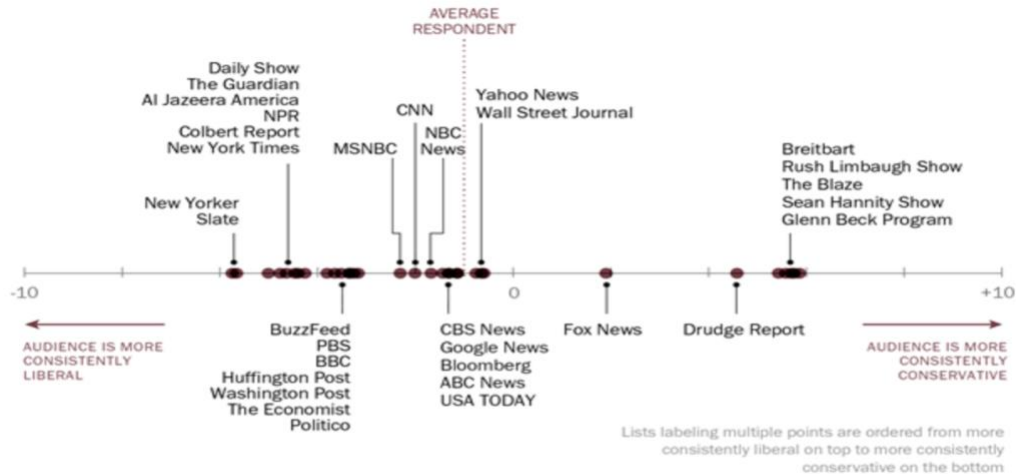 AVERAGE
RESPONDENT
Daily Show
The Guardian
Al Jazeera America
NPR
Colbert Report
New York Times
CNN
Yahoo News
Wall Street Journal
MSNBC
NBC
News
Breitbart
Rush Limbaugh Show
The Blaze
Sean Hannity Show
Glenn Beck Program
New Yorker
Slate
-10
0
+10
BuzzFeed
PBS
BBC
Huffington Post
Washington Post
The Economist
Politico
CBS News
Google News
Bloomberg
ABC News
USA TODAY
Fox News
Drudge Report
AUDIENCE IS MORE
CONSISTENTLY
LIBERAL
AUDIENCE IS MORE
CONSISTENTLY
CONSERVATIVE
Lists labeling multiple points are ordered from more
consistently liberal on top to more consistently
conservative on the bottom